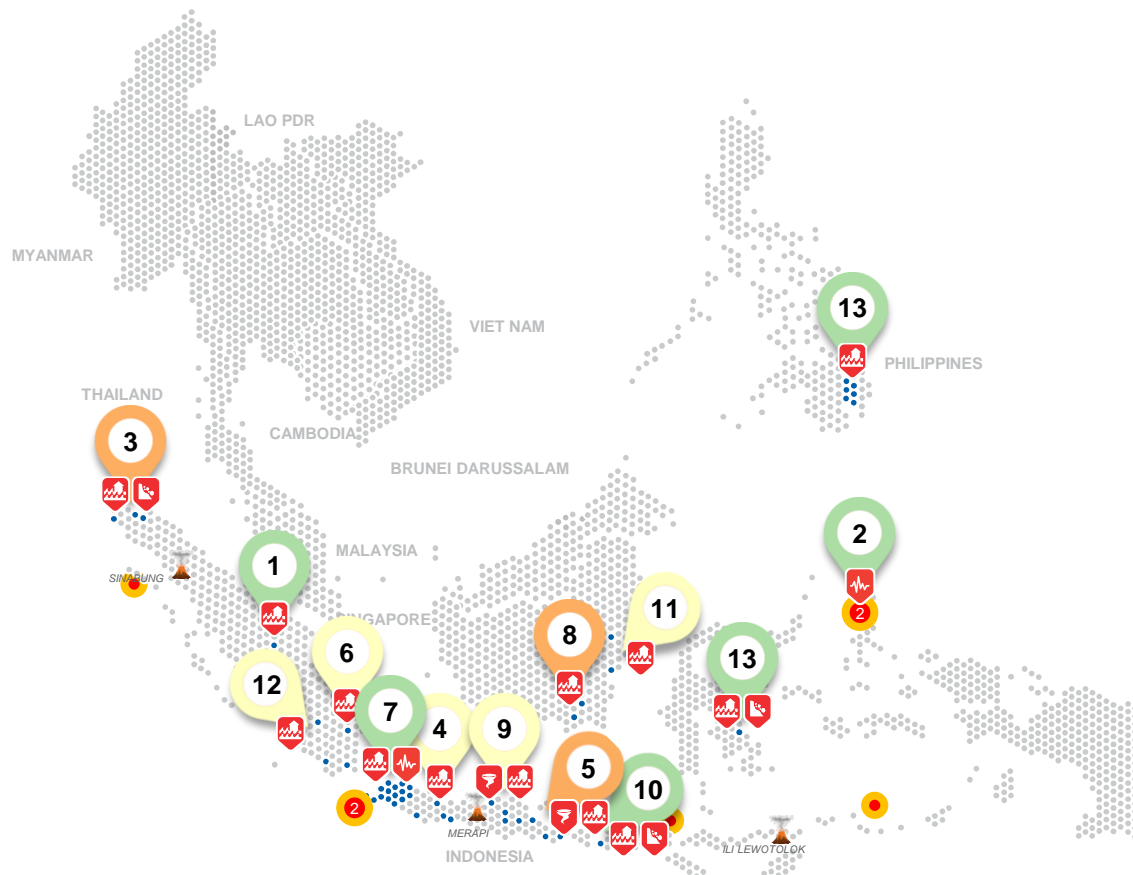 LAO PDR
MYANMAR
13
VIET NAM
PHILIPPINES
THAILAND
3
CAMBODIA
BRUNEI DARUSSALAM
2
MALAYSIA
1
SINABUNG
11
2
INGAPORE
8
6
13
12
7
4
9
5
10
2
MERAPI
ILI LEWOTOLOK
INDONESIA